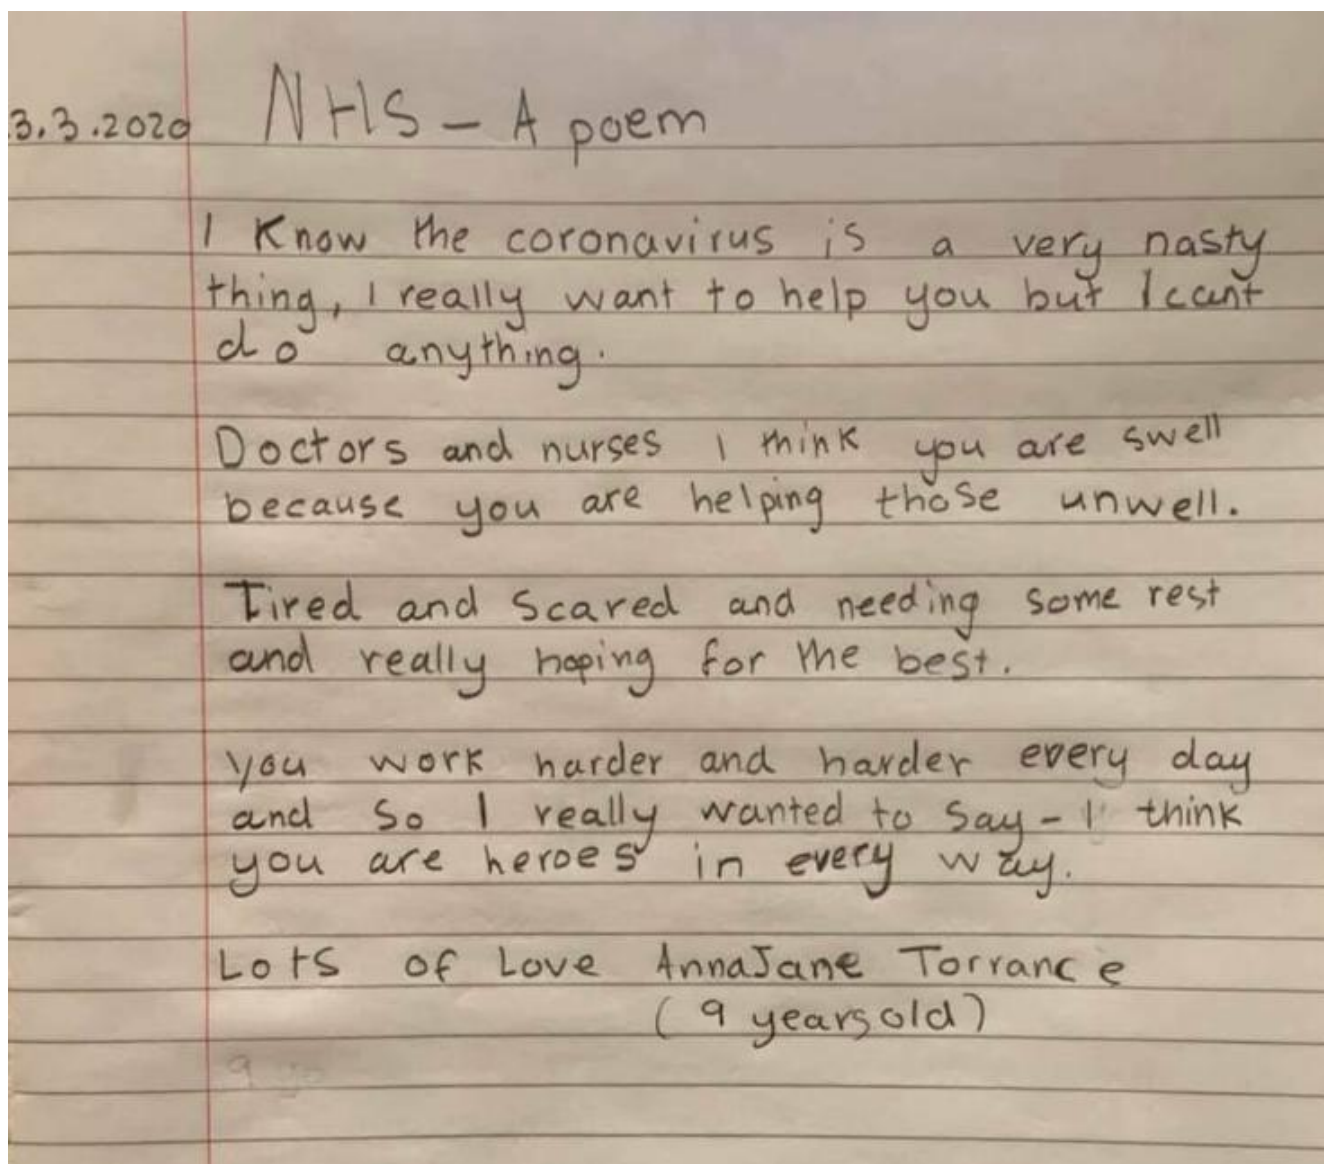 3.3.2020 NHS - A poem
I Know the coronavirus is a very nasty
thing, I really want to help you but I cant
do anything.
Doctors and nurses I think you are swell
because you are helping those unwell.
Tired and Scared and needing some rest
and really hoping for the best.
you work harder and harder every day
and so I really wanted to say - I think
you are heroes in every way.
Lots of Love AnnaJane Torrance
(9 years old)